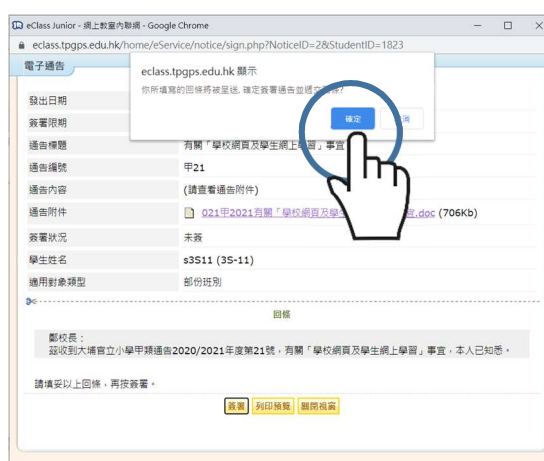 eClass Junior - 網上教室內聯網 - Google Chrome
eclass.tpgps.edu.hk/home/eService/notice/sign.php?NoticeID=2&StudentID=1823
電子通告
eclass.tpgps.edu.hk 顯示
你所填寫的回條將被呈送, 確定簽署通告並遞交回條?
確定
發出日期
簽署限期
通告標題 有關「學校網頁及學生網上學習」事宜
通告編號 甲21
通告內容 (請查看通告附件)
通告附件 021甲2021有關「學校網頁及學生 宜.doc (706Kb)
簽署狀況 未簽
學生姓名 s3S11 (3S-11)
適用對象類型 部份班別
回條
鄭校長：
茲收到大埔官立小學甲類通告2020/2021年度第21號，有關「學校網頁及學生網上學習」事宜，本人已知悉。
請填妥以上回條，再按簽署。
簽署 列印預覽 關閉視窗